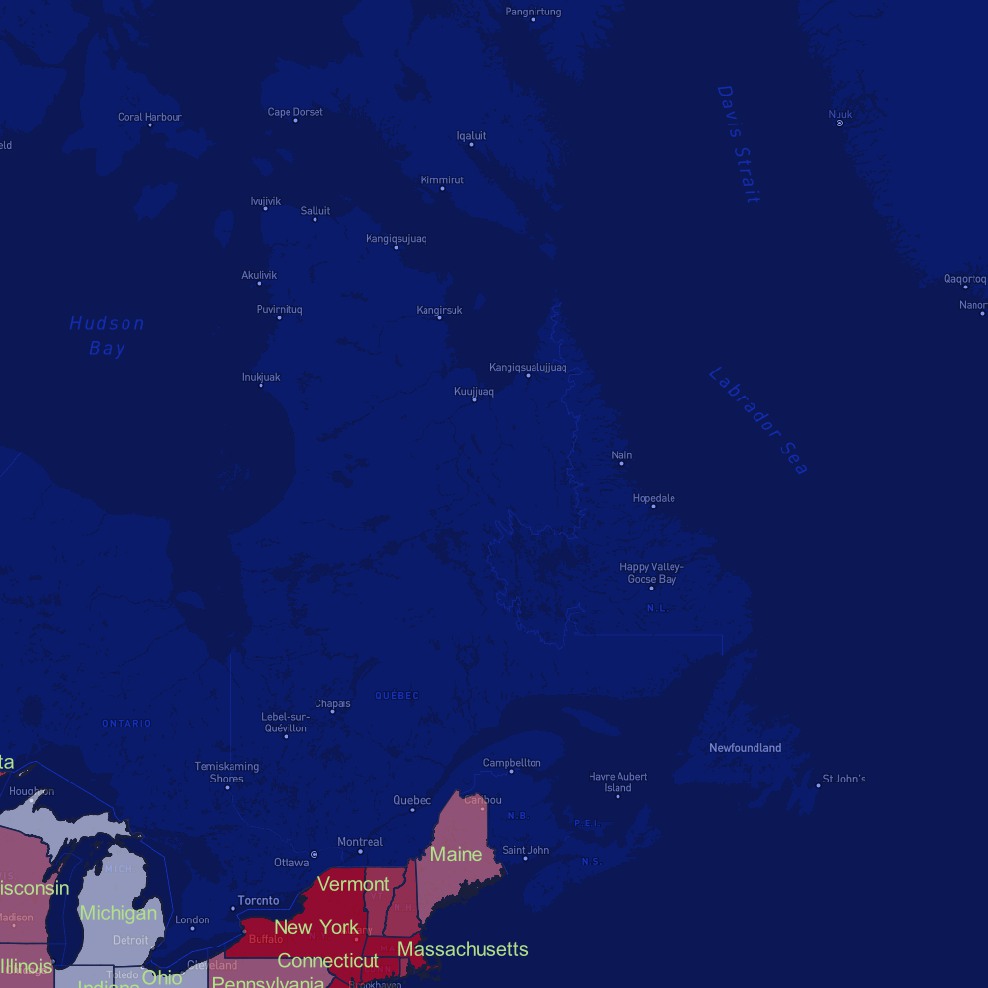 Pangnirtung
Davis Strait
Coral Harbour
Cape Dorset
Nuuk
Iqaluit
eld
Kimmirut
Ivujivik
Salluit
Kangiqsujuaq
Akulivik
Qaqortoq
Nanor
Puvirnituq
Kangirsuk
Hudson
Bay
Labrador Sea
Kangiqsualujjuaq
Inukjuak
Kuujjuaq
Nain
Hopedale
Happy Valley-
Goose Bay
N.L.
QUÉBEC
Chapais
Lebel-sur-
Quévillon
ONTARIO
Newfoundland
ta
Temiskaming
Shores
Campbellton
Havre Aubert
Island
St John's
Houghton
Quebec
Caribou
N.B.
P.E.I.
Montreal
Ottawa
Maine
Saint John
N.S.
MICH.
Vermont
isconsin
Madison
Michigan
Toronto
London
New York
Buffalo
Detroit
Massachusetts
Illinois
Cleveland
Connecticut
Toledo
Ohio
Indiana
Pennsylvania
Brookhaven